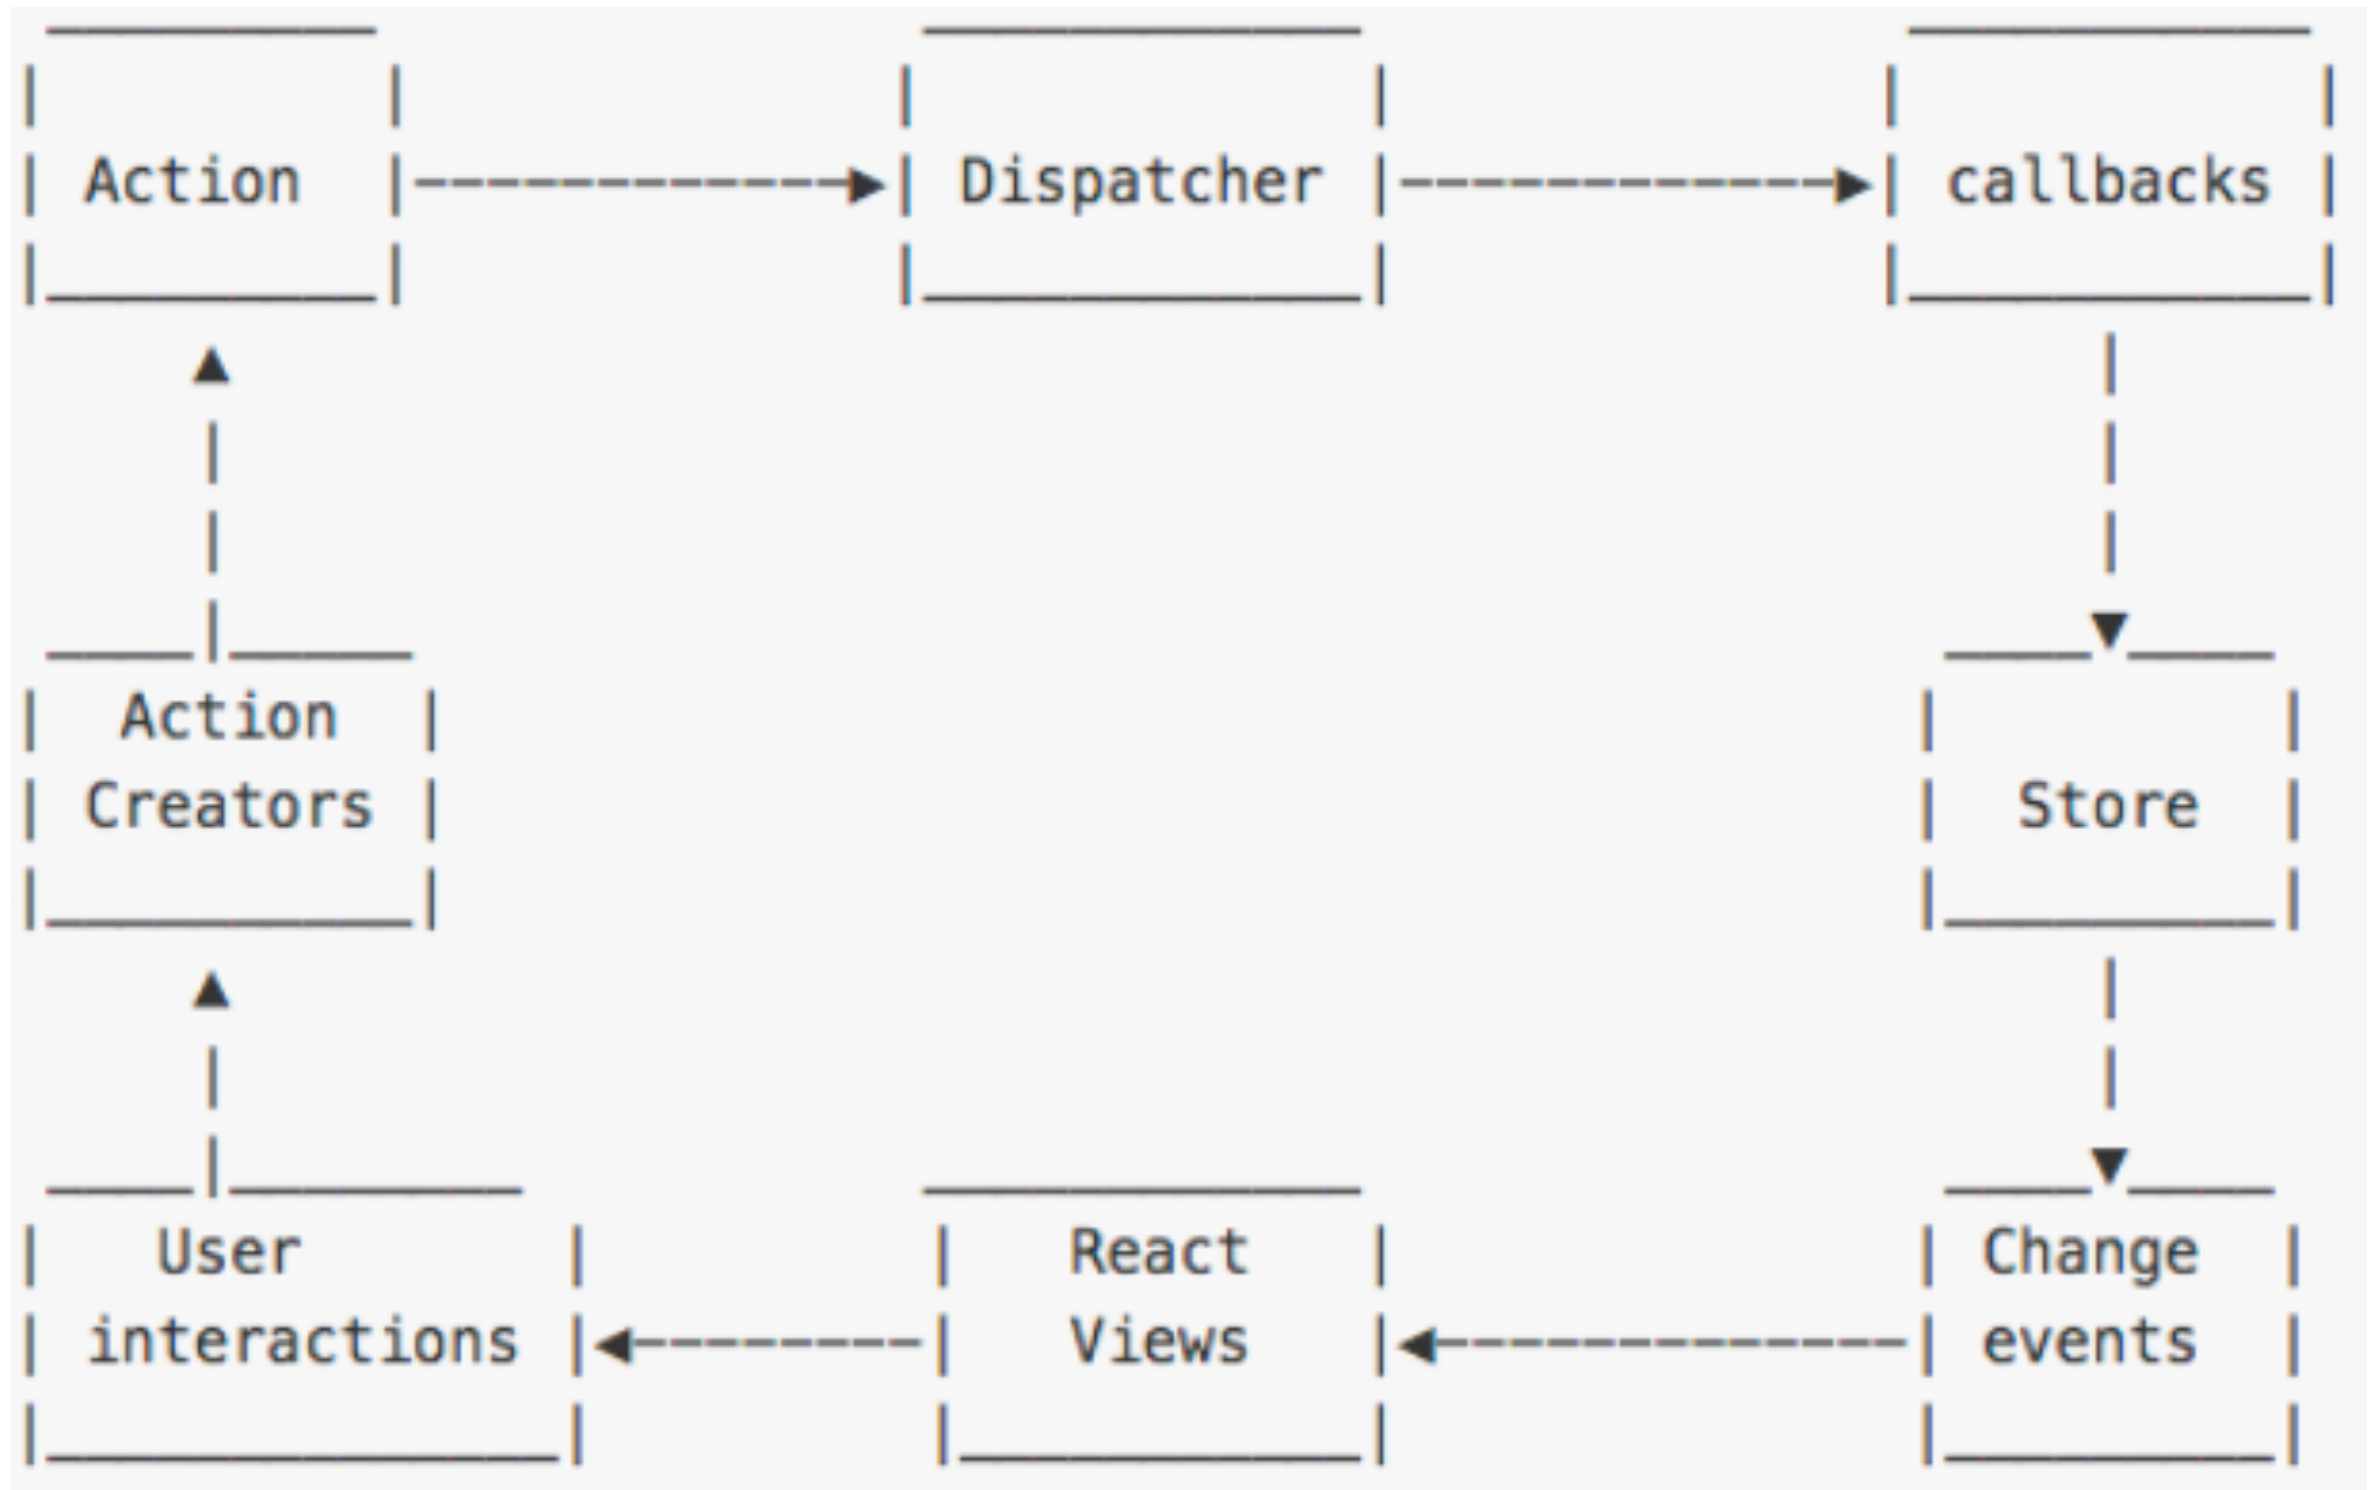 Action
Dispatcher
callbacks
Action
Creators
Store
User
interactions
React
Views
Change
events